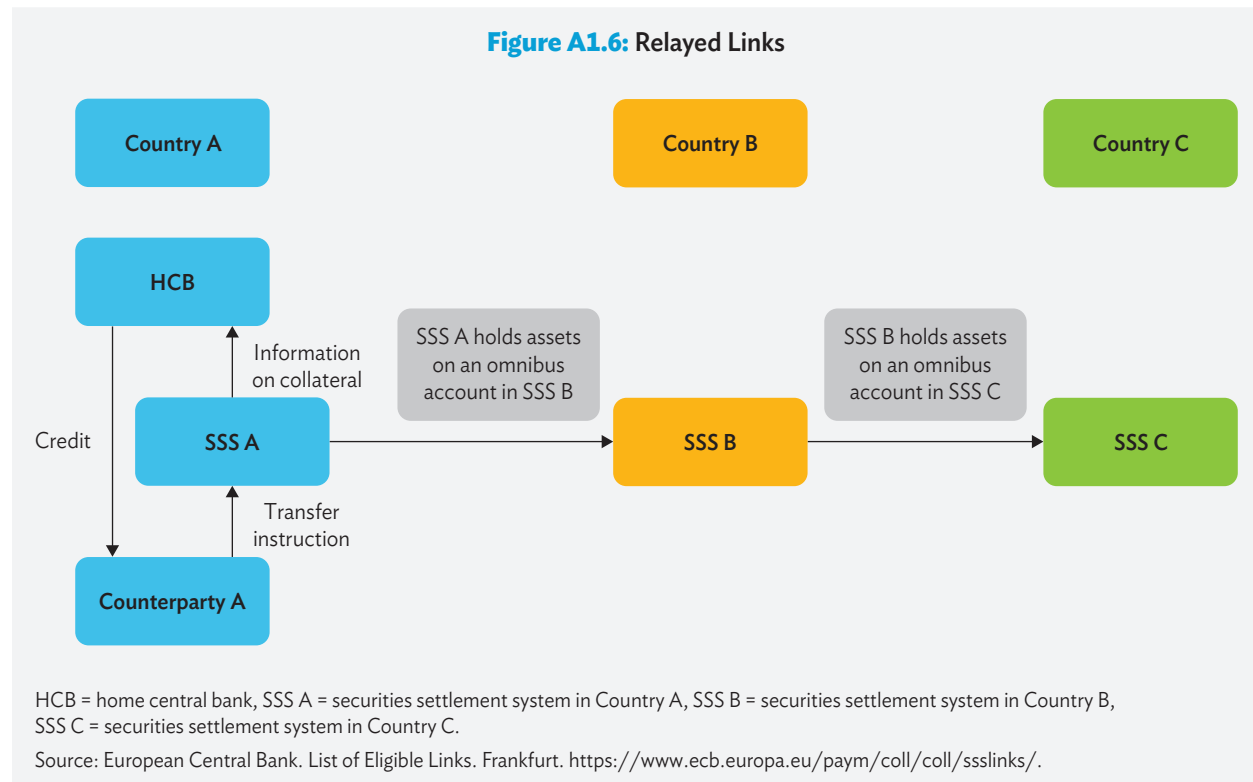 Figure A1.6: Relayed Links
Country A
Country B
Country C
HCB
Information
on collateral
SSS A holds assets
on an omnibus
account in SSS B
SSS B holds assets
on an omnibus
account in SSS C
Credit
SSS A
SSS B
SSS C
Transfer
instruction
Counterparty A
HCB = home central bank, SSS A = securities settlement system in Country A, SSS B = securities settlement system in Country B,
SSS C = securities settlement system in Country C.
Source: European Central Bank. List of Eligible Links. Frankfurt. https://www.ecb.europa.eu/paym/coll/coll/ssslinks/.